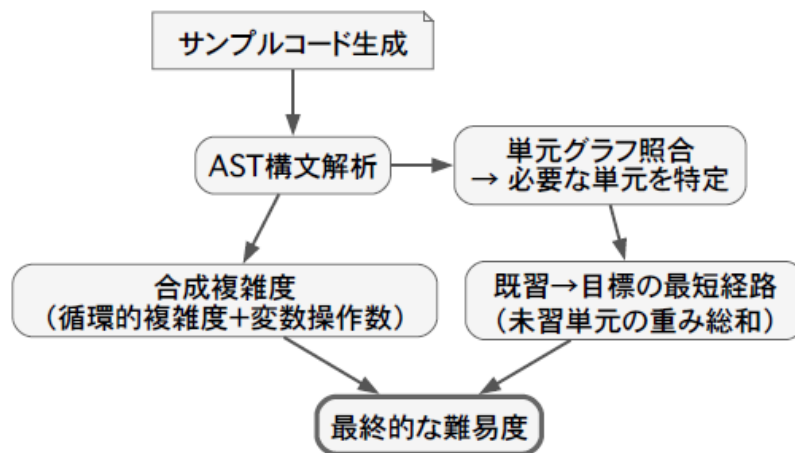 サンプルコード生成
AST構文解析
単元グラフ照合
→ 必要な単元を特定
合成複雑度
（循環的複雑度＋変数操作数）
既習→目標の最短経路
（未習単元の重み総和）
最終的な難易度